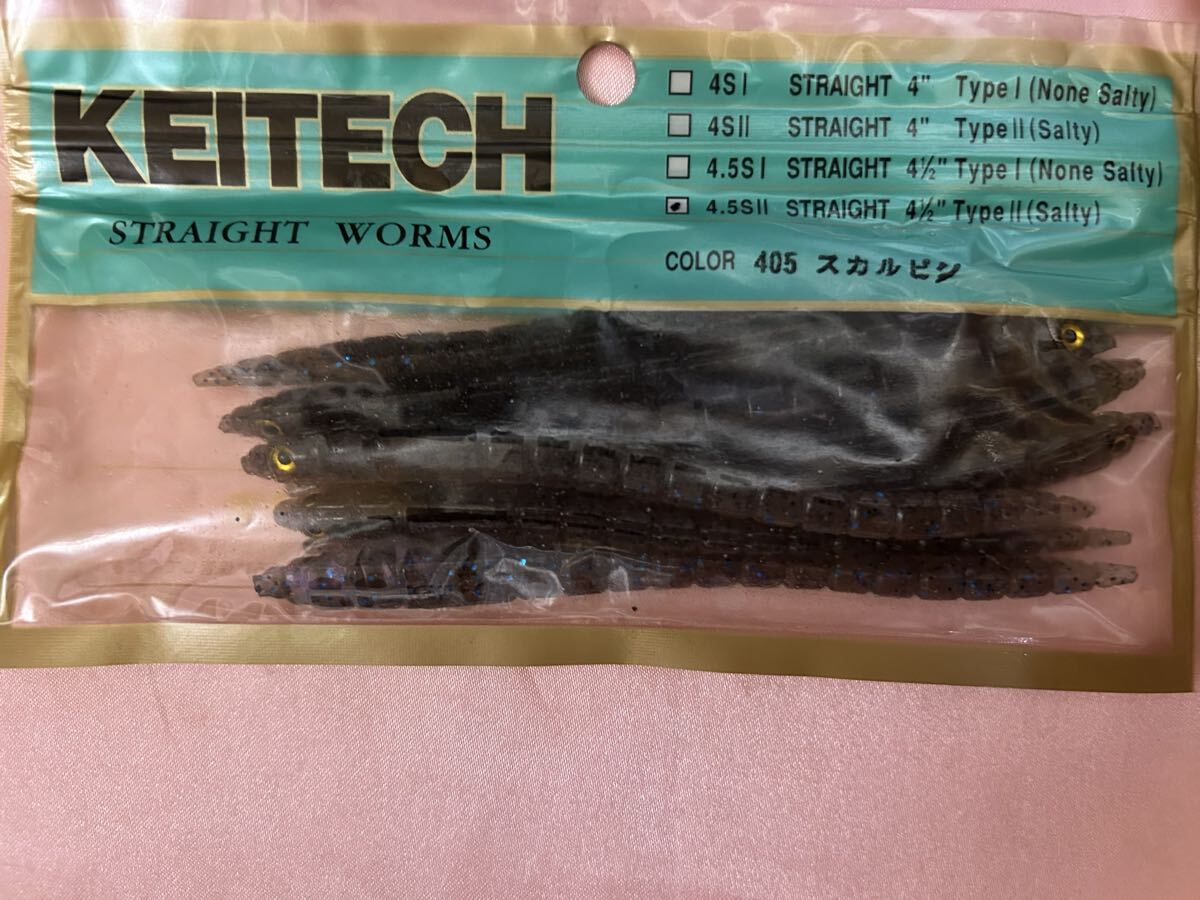 KEITECH
STRAIGHT WORMS
4S I STRAIGHT 4" Type I (None Salty)
4S II STRAIGHT 4" Type II (Salty)
4.5S I STRAIGHT 4½" Type I (None Salty)
4.5S II STRAIGHT 4½" Type II (Salty)
COLOR 405 スカルピン